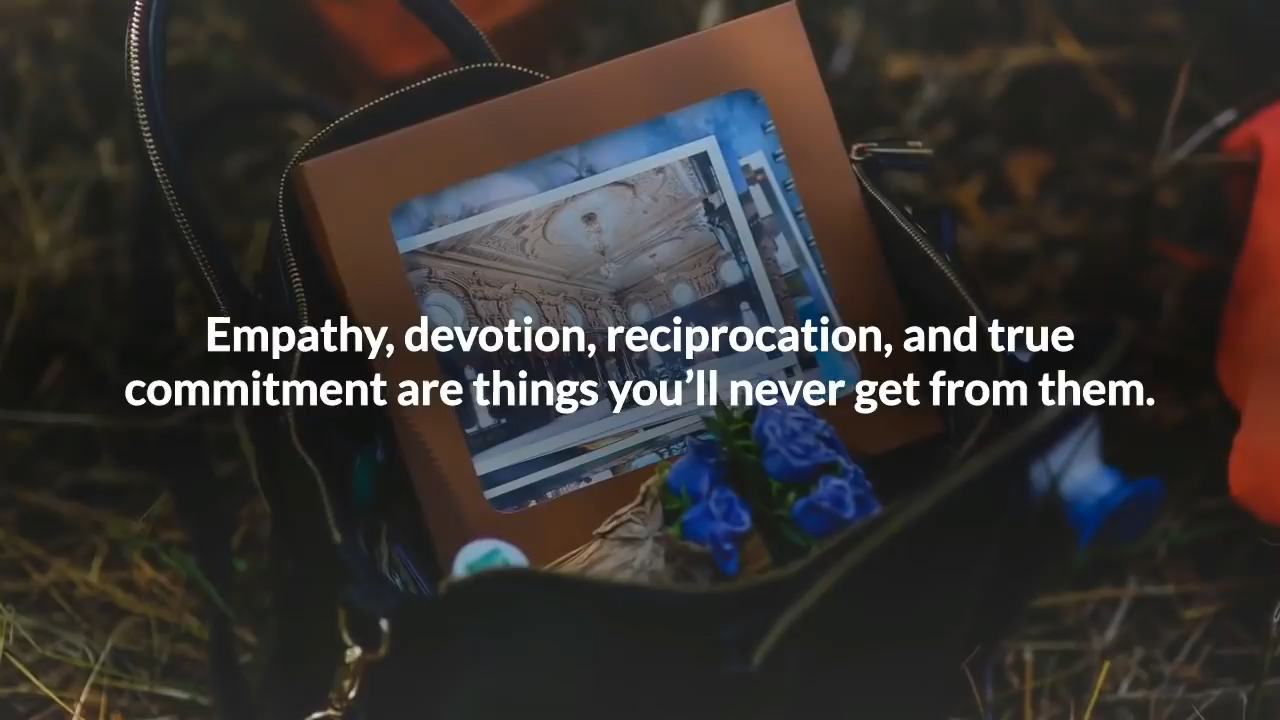 Empathy, devotion, reciprocation, and true
commitment are things you’ll never get from them.